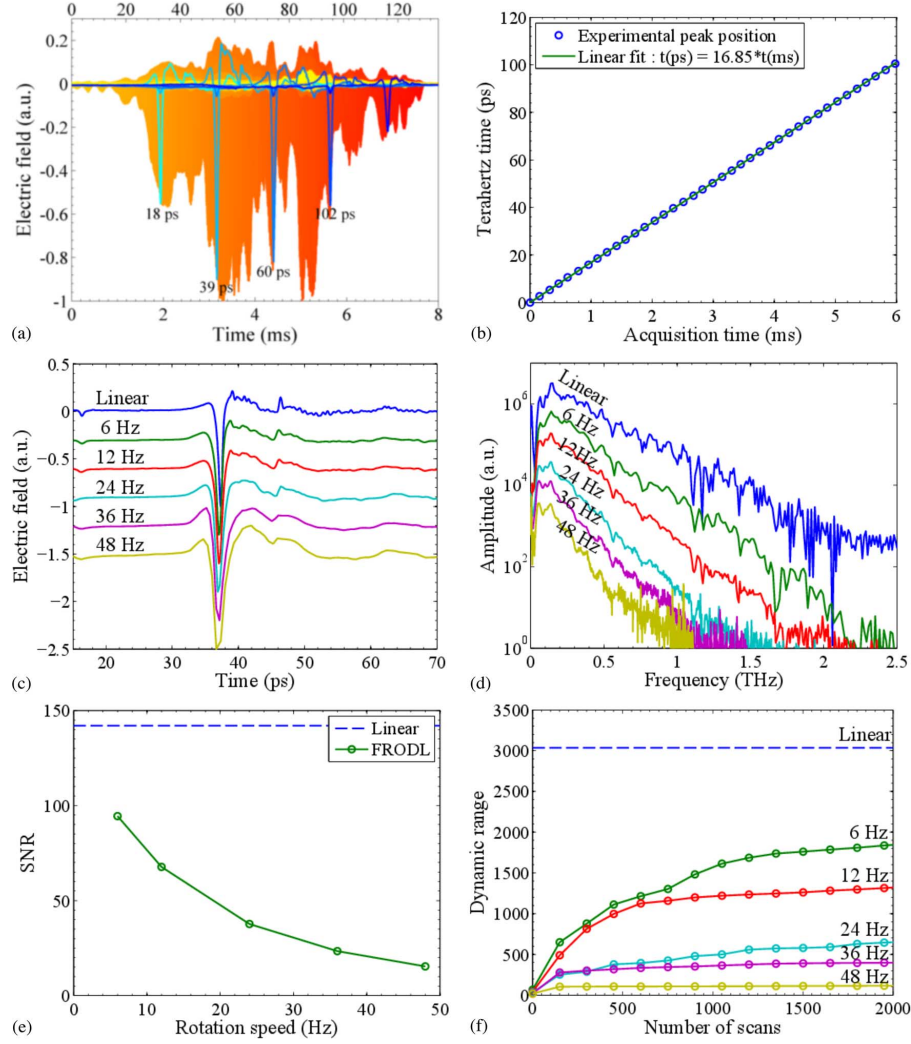 0 20 40 60 80 100 120
0.2
0
-0.2
-0.4
-0.6
-0.8
-1
Electric field (a.u.)
18 ps
39 ps
60 ps
102 ps
0 2 4 6 8
Time (ms)
(a)
120
100
80
60
40
20
0
Terahertz time (ps)
Experimental peak position
Linear fit : t(ps) = 16.85*t(ms)
0 1 2 3 4 5 6
Acquisition time (ms)
(b)
0.5
0
−0.5
−1
−1.5
−2
−2.5
Electric field (a.u.)
Linear
6 Hz
12 Hz
24 Hz
36 Hz
48 Hz
20 30 40 50 60 70
Time (ps)
(c)
10^6
10^4
10^2
10^0
Amplitude (a.u.)
Linear
6 Hz
12Hz
24 Hz
36 Hz
48 Hz
0 0.5 1 1.5 2 2.5
Frequency (THz)
(d)
150
100
50
0
SNR
Linear
FRODL
0 10 20 30 40 50
Rotation speed (Hz)
(e)
3500
3000
2500
2000
1500
1000
500
0
Dynamic range
Linear
6 Hz
12 Hz
24 Hz
36 Hz
48 Hz
0 500 1000 1500 2000
Number of scans
(f)